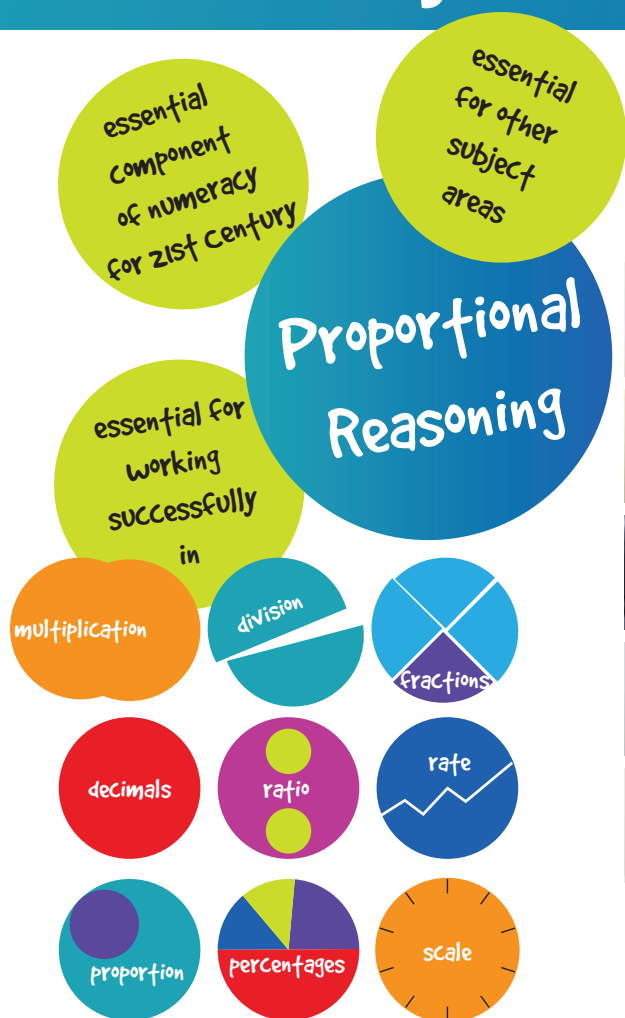 essential
component
of numeracy
for 21st Century
essential
for other
subject
areas
Proportional
Reasoning
essential for
working
successfully
in
multiplication
division
fractions
decimals
ratio
rate
proportion
percentages
scale